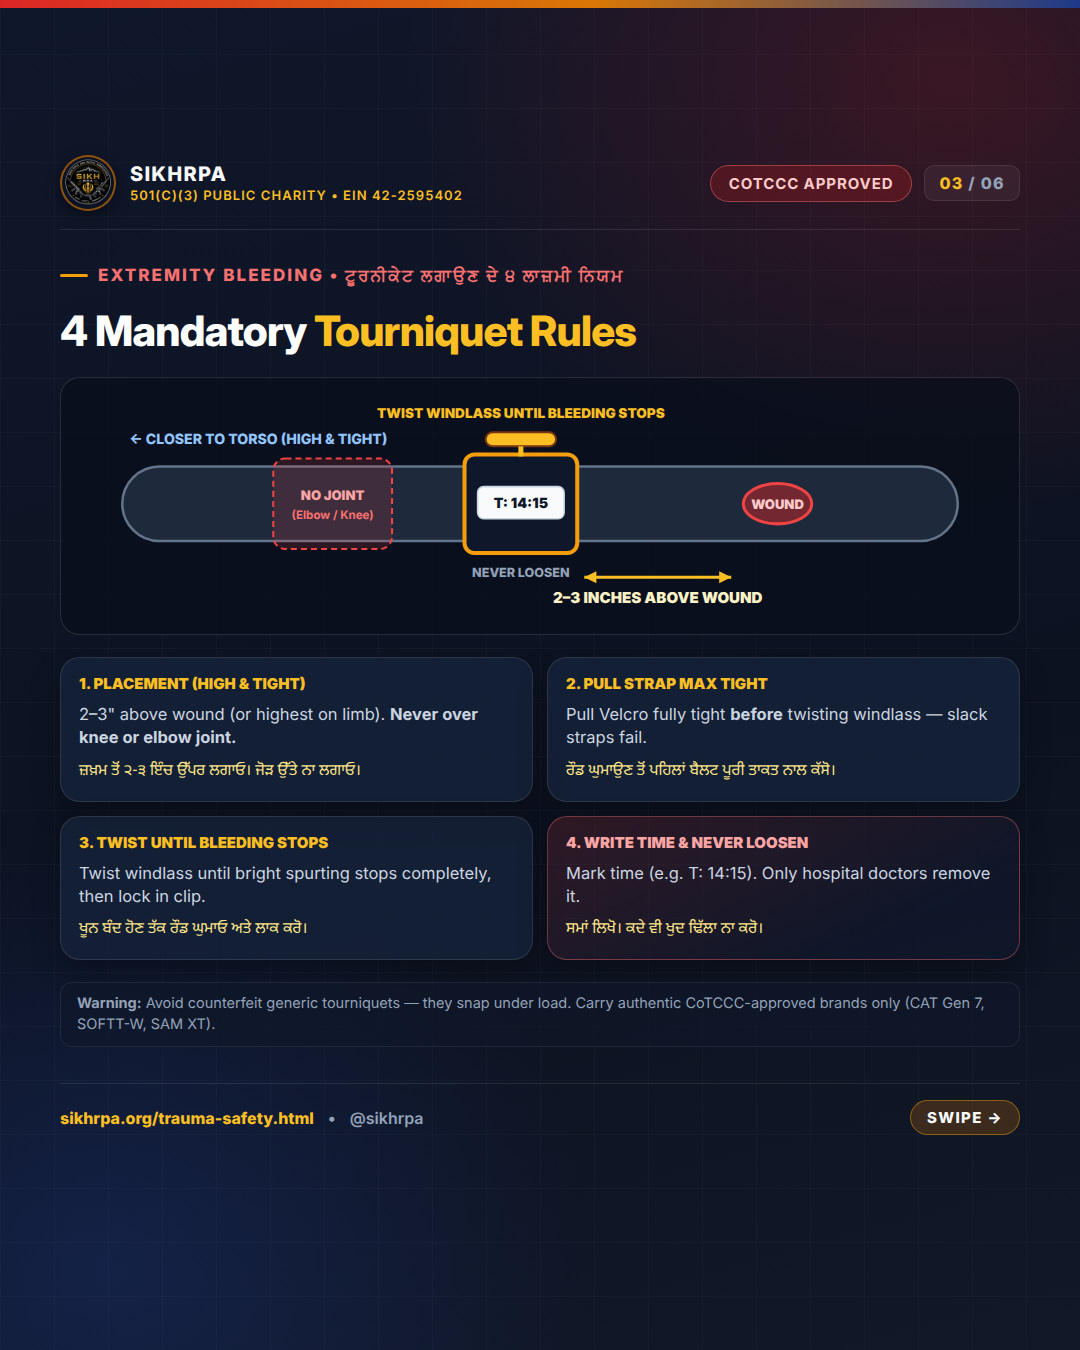 SIKH
SIKHRPA
501(C)(3) PUBLIC CHARITY • EIN 42-2595402
COTCCC APPROVED
03 / 06
EXTREMITY BLEEDING • ਟੂਰਨੀਕੇਟ ਲਗਾਉਣ ਦੇ ੪ ਲਾਜ਼ਮੀ ਨਿਯਮ
4 Mandatory Tourniquet Rules
TWIST WINDLASS UNTIL BLEEDING STOPS
← CLOSER TO TORSO (HIGH & TIGHT)
NO JOINT
(Elbow / Knee)
T: 14:15
WOUND
NEVER LOOSEN
2–3 INCHES ABOVE WOUND
1. PLACEMENT (HIGH & TIGHT)
2–3" above wound (or highest on limb). Never over
knee or elbow joint.
ਜ਼ਖ਼ਮ ਤੋਂ ੨-੩ ਇੰਚ ਉੱਪਰ ਲਗਾਓ। ਜੋੜ ਉੱਤੇ ਨਾ ਲਗਾਓ।
2. PULL STRAP MAX TIGHT
Pull Velcro fully tight before twisting windlass — slack
straps fail.
ਰੌਡ ਘੁਮਾਉਣ ਤੋਂ ਪਹਿਲਾਂ ਬੈਲਟ ਪੂਰੀ ਤਾਕਤ ਨਾਲ ਕੱਸੋ।
3. TWIST UNTIL BLEEDING STOPS
Twist windlass until bright spurting stops completely,
then lock in clip.
ਖੂਨ ਬੰਦ ਹੋਣ ਤੱਕ ਰੌਡ ਘੁਮਾਓ ਅਤੇ ਲਾਕ ਕਰੋ।
4. WRITE TIME & NEVER LOOSEN
Mark time (e.g. T: 14:15). Only hospital doctors remove
it.
ਸਮਾਂ ਲਿਖੋ। ਕਦੇ ਵੀ ਖੁਦ ਢਿੱਲਾ ਨਾ ਕਰੋ।
Warning: Avoid counterfeit generic tourniquets — they snap under load. Carry authentic CoTCCC-approved brands only (CAT Gen 7,
SOFTT-W, SAM XT).
sikhrpa.org/trauma-safety.html • @sikhrpa
SWIPE →